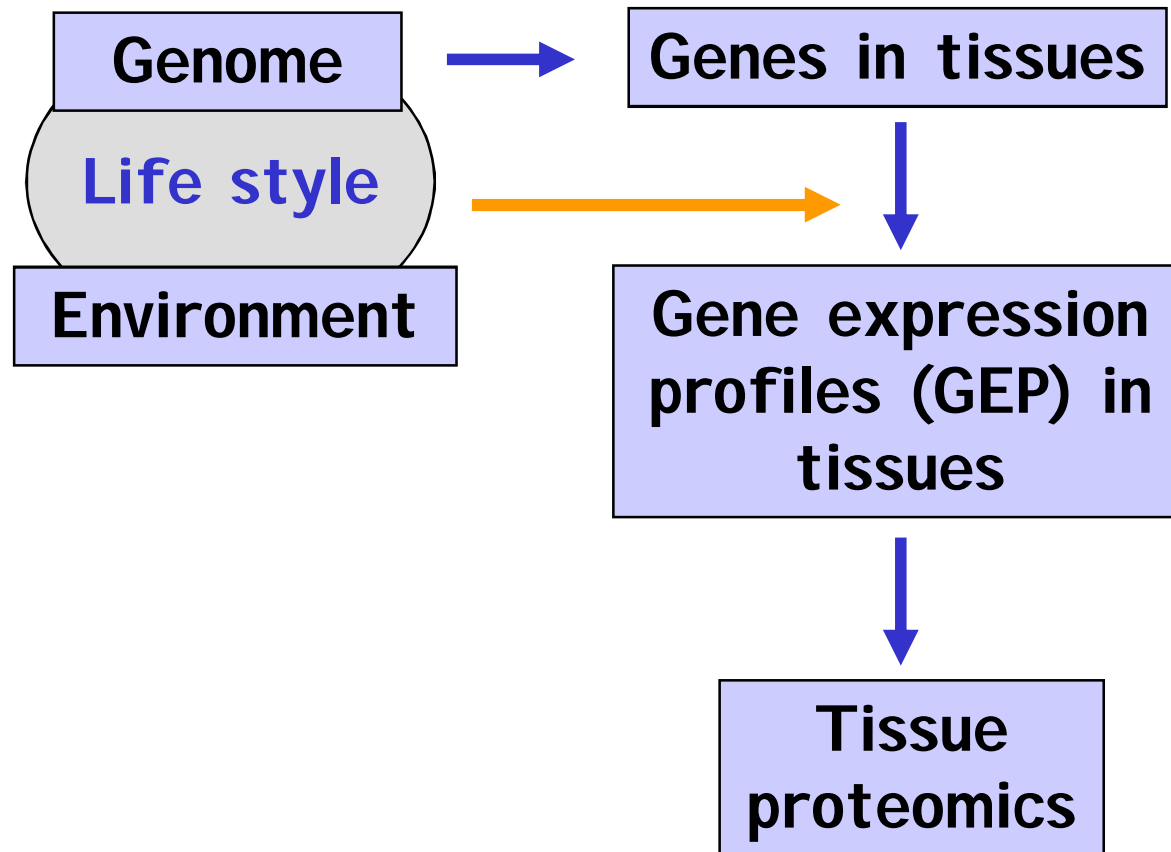 Genome
Genes in tissues
Life style
Environment
Gene expression
profiles (GEP) in
tissues
Tissue
proteomics